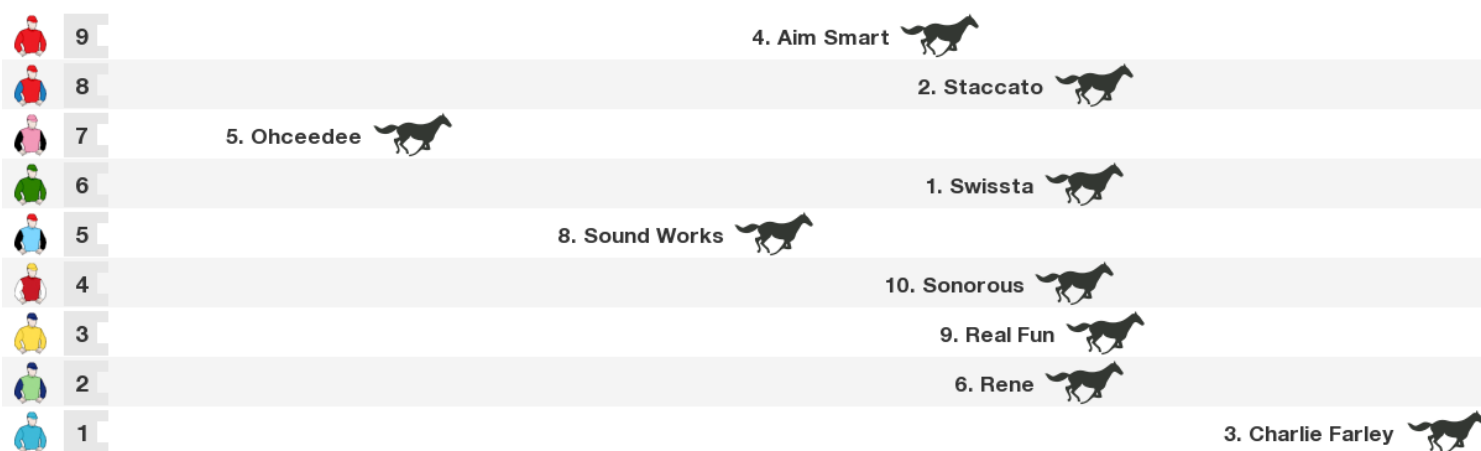 9 4. Aim Smart
8 2. Staccato
7 5. Ohceedee
6 1. Swissta
5 8. Sound Works
4 10. Sonorous
3 9. Real Fun
2 6. Rene
1 3. Charlie Farley